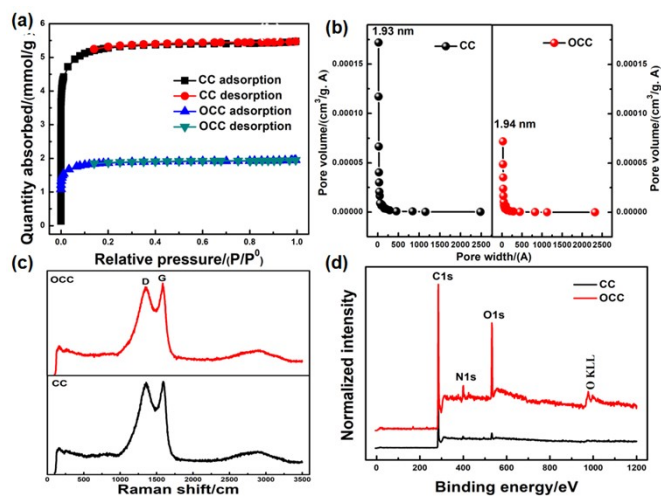 (a)
Quantity absorbed/(mmol/g)
6
5
4
3
2
1
0
CC adsorption
CC desorption
OCC adsorption
OCC desorption
0.0 0.2 0.4 0.6 0.8 1.0
Relative pressure/(P/P⁰)
(b)
Pore volume/(cm³/g. A)
0.00015
0.00010
0.00005
0.00000
1.93 nm
CC
1.94 nm
OCC
0.00015
0.00010
0.00005
0.00000
Pore volume/(cm³/g. A)
0 500 1000 1500 2000 2500 0 500 1000 1500 2000 2500
Pore width/(A)
(c)
OCC
D G
CC
0 500 1000 1500 2000 2500 3000 3500
Raman shift/cm
(d)
Normalized intensity
C1s
N1s
O1s
O KLL
CC
OCC
0 200 400 600 800 1000 1200
Binding energy/eV